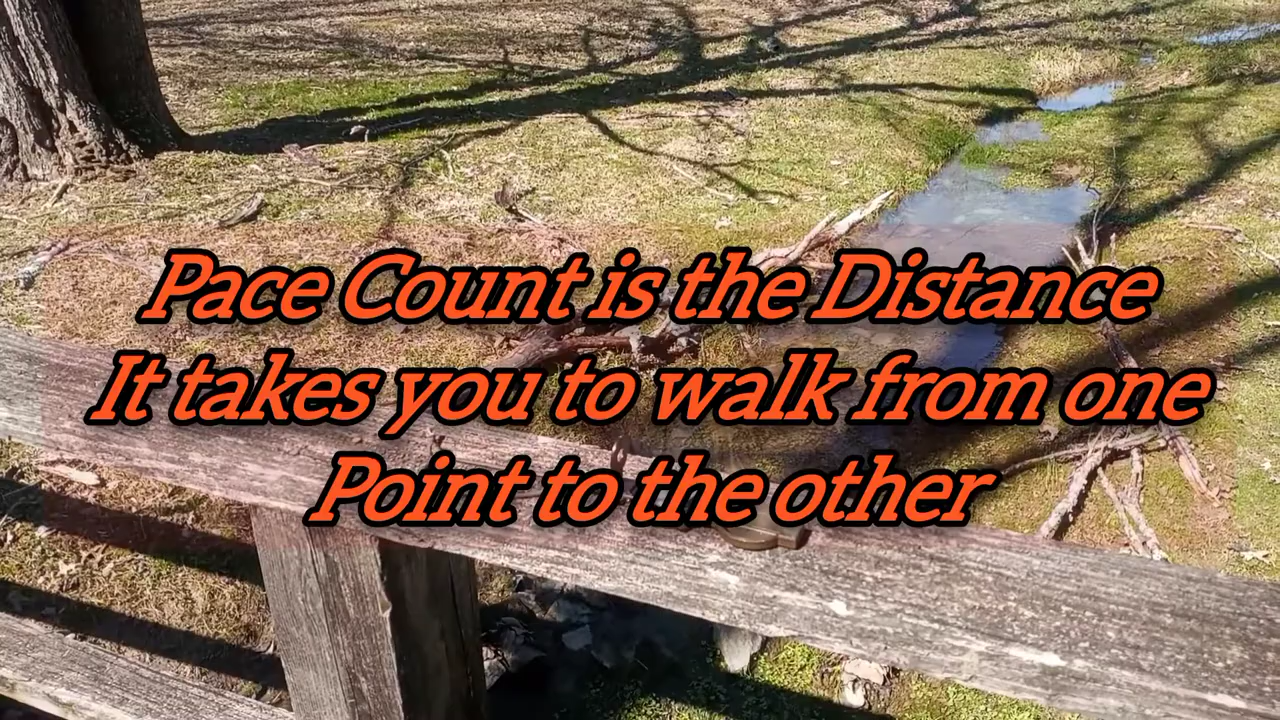 Pace Count is the Distance
It takes you to walk from one
Point to the other